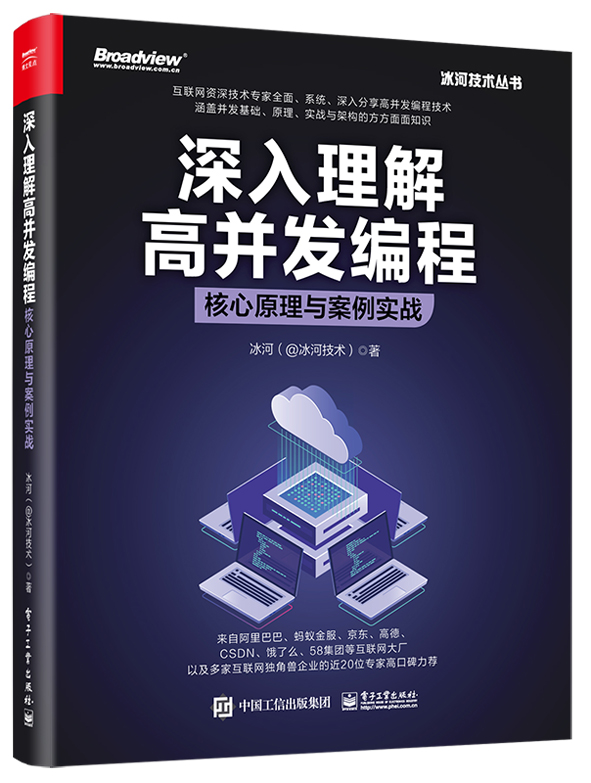 Broadview®
www.broadview.com.cn
冰河技术丛书
互联网资深技术专家全面、系统、深入分享高并发编程技术
涵盖并发基础、原理、实战与架构的方方面面知识
深入理解
高并发编程
核心原理与案例实战
冰河（@冰河技术）◎著
来自阿里巴巴、蚂蚁金服、京东、高德、
CSDN、饿了么、58集团等互联网大厂
以及多家互联网独角兽企业的近20位专家高口碑力荐
中国工信出版集团
电子工业出版社
http://www.phei.com.cn
深入理解高并发编程
核心原理与案例实战
冰河（@冰河技术）◎著
电子工业出版社